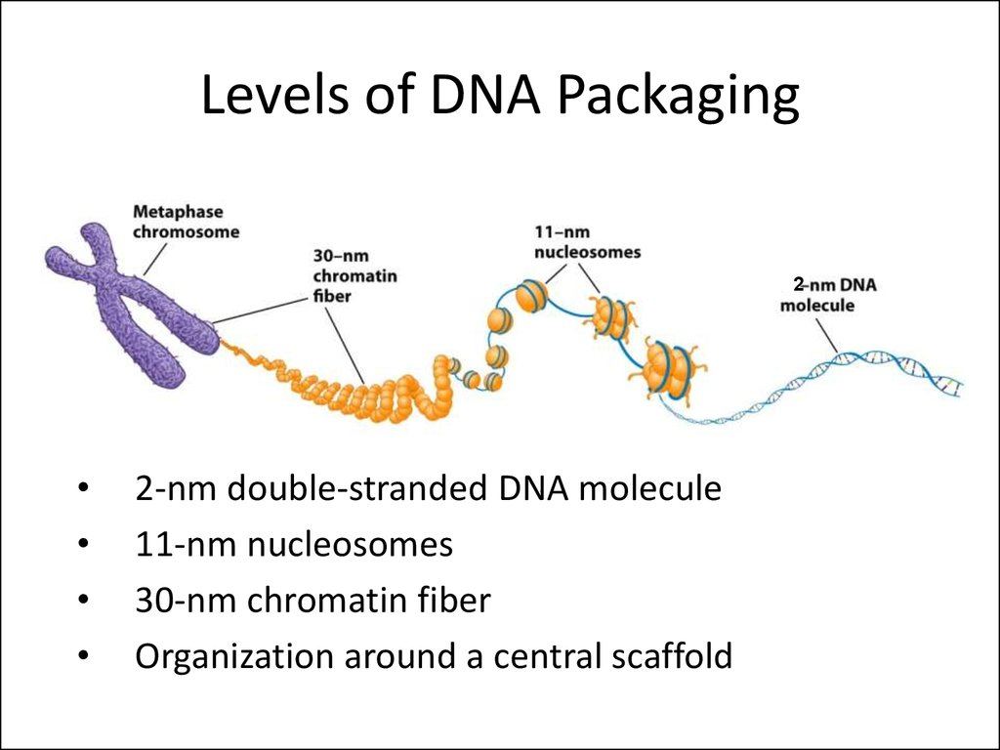 Levels of DNA Packaging
Metaphase
chromosome
30–nm
chromatin
fiber
11–nm
nucleosomes
2-nm DNA
molecule
• 2-nm double-stranded DNA molecule
• 11-nm nucleosomes
• 30-nm chromatin fiber
• Organization around a central scaffold